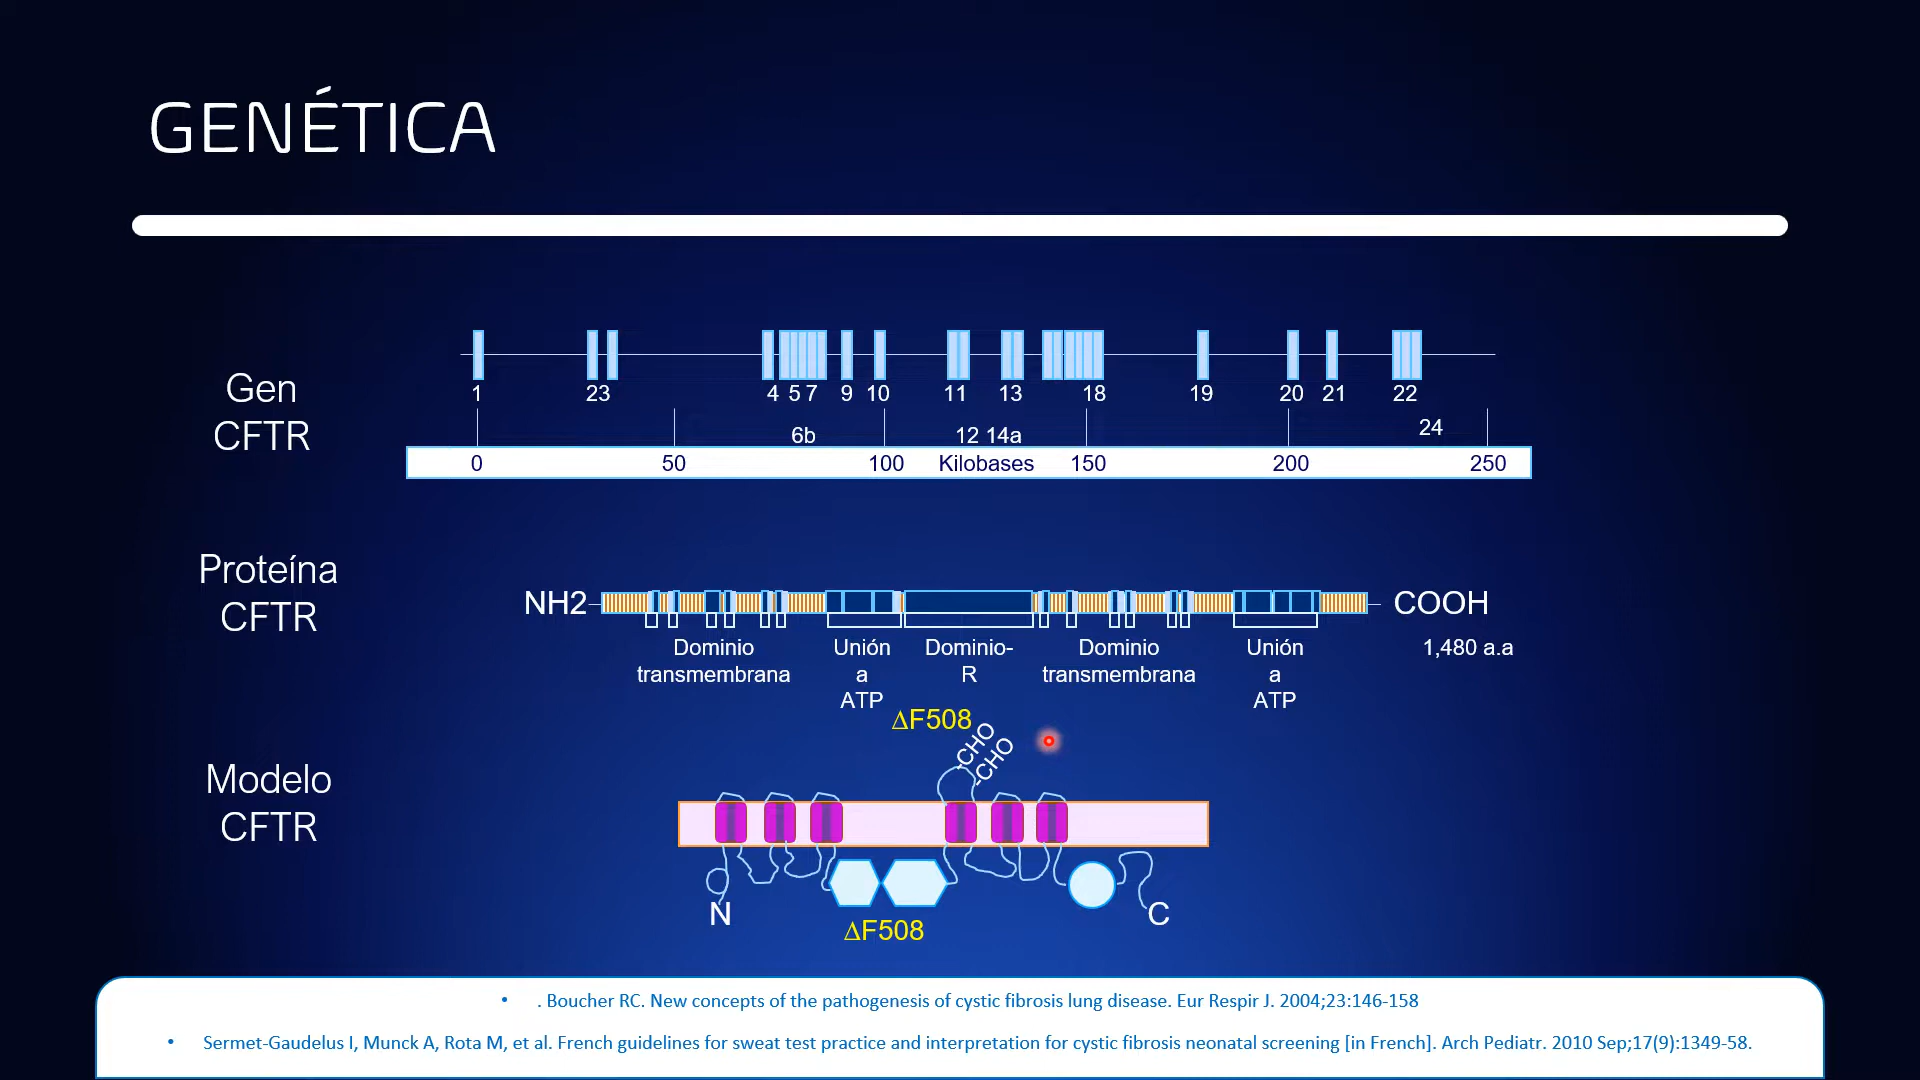 GENÉTICA
Gen
CFTR
1 23 4 5 7 9 10 11 13 18 19 20 21 22
6b 12 14a 24
0 50 100 Kilobases 150 200 250
Proteína
CFTR
NH2 COOH
Dominio
transmembrana
Unión
a
ATP
Dominio-
R
Dominio
transmembrana
Unión
a
ATP
1,480 a.a
ΔF508
-CHO
-CHO
Modelo
CFTR
N C
ΔF508
• . Boucher RC. New concepts of the pathogenesis of cystic fibrosis lung disease. Eur Respir J. 2004;23:146-158
• Sermet-Gaudelus I, Munck A, Rota M, et al. French guidelines for sweat test practice and interpretation for cystic fibrosis neonatal screening [in French]. Arch Pediatr. 2010 Sep;17(9):1349-58.